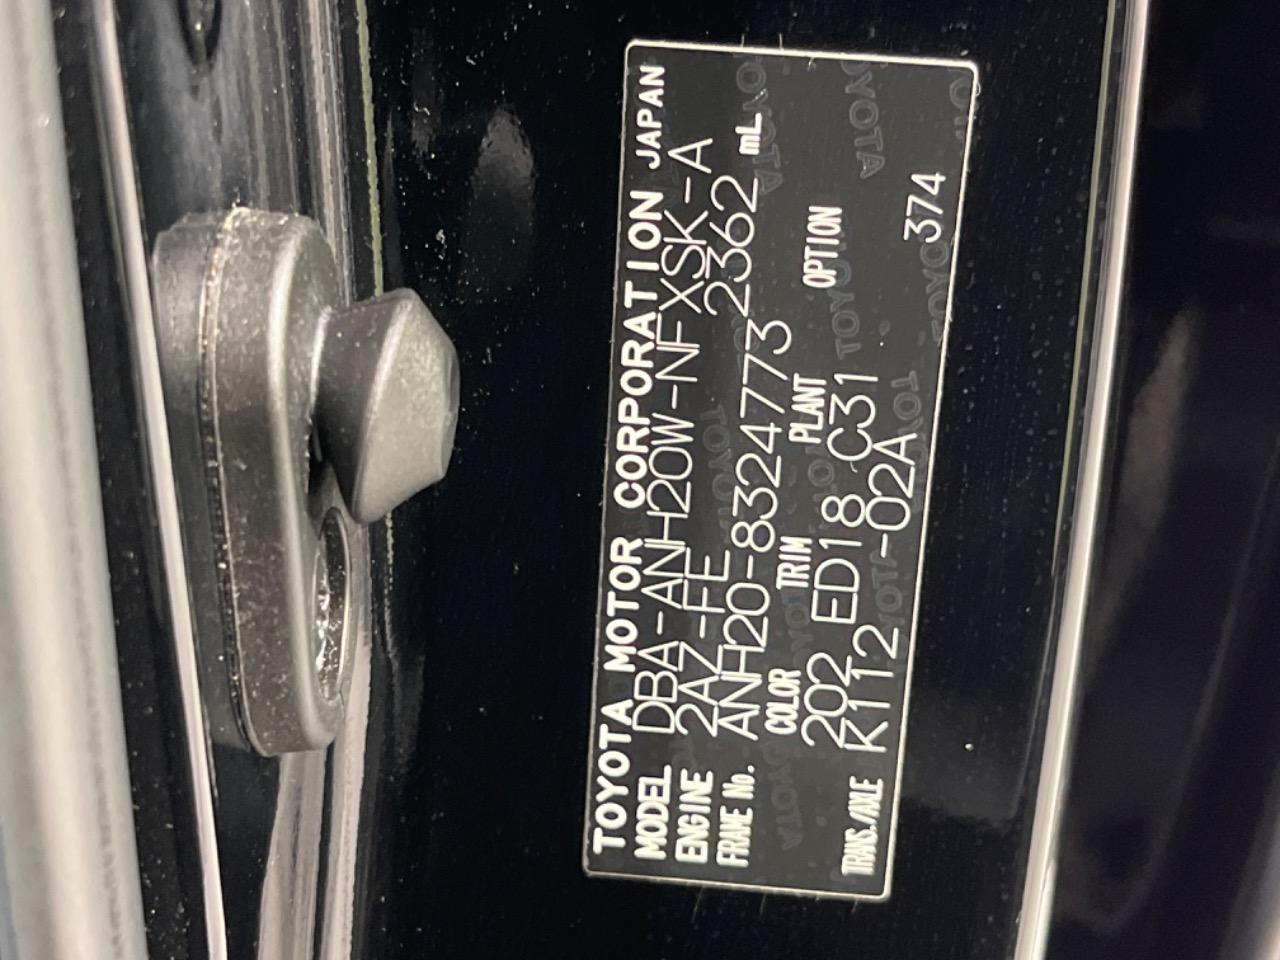 TOYOTA MOTOR CORPORATION JAPAN
MODEL DBA-ANH20W-NFXSK-A
ENGINE 2AZ-FE 2362 mL
FRAME No. ANH20-8324773
COLOR TRIM PLANT OPTION
202 ED18 C31
TRANS./AXLE K112-02A 374